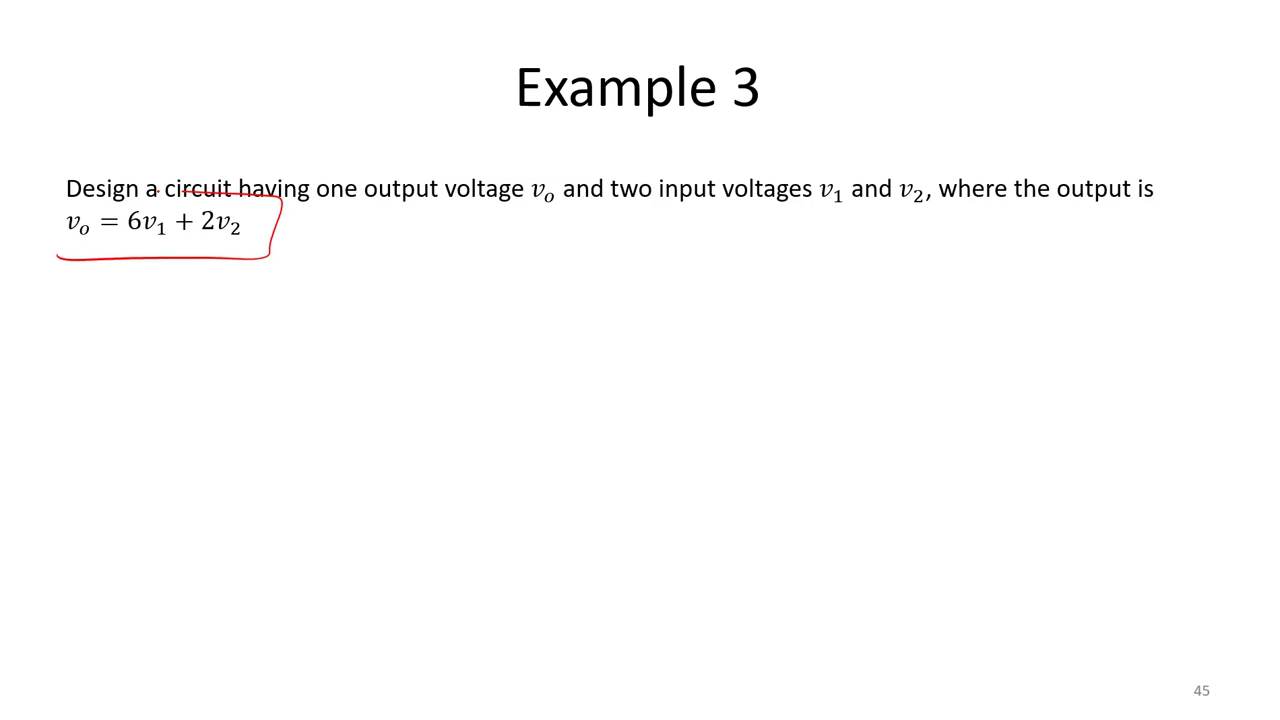 Example 3
Design a circuit having one output voltage 𝑣ₒ and two input voltages 𝑣₁ and 𝑣₂, where the output is
𝑣ₒ = 6𝑣₁ + 2𝑣₂
45